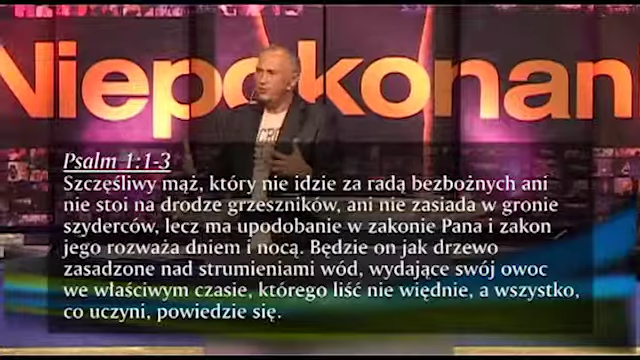 Niepokonani
Psalm 1:1-3
Szczęśliwy mąż, który nie idzie za radą bezbożnych ani
nie stoi na drodze grzeszników, ani nie zasiada w gronie
szyderców, lecz ma upodobanie w zakonie Pana i zakon
jego rozważa dniem i nocą. Będzie on jak drzewo
zasadzone nad strumieniami wód, wydające swój owoc
we właściwym czasie, którego liść nie więdnie, a wszystko,
co uczyni, powiedzie się.